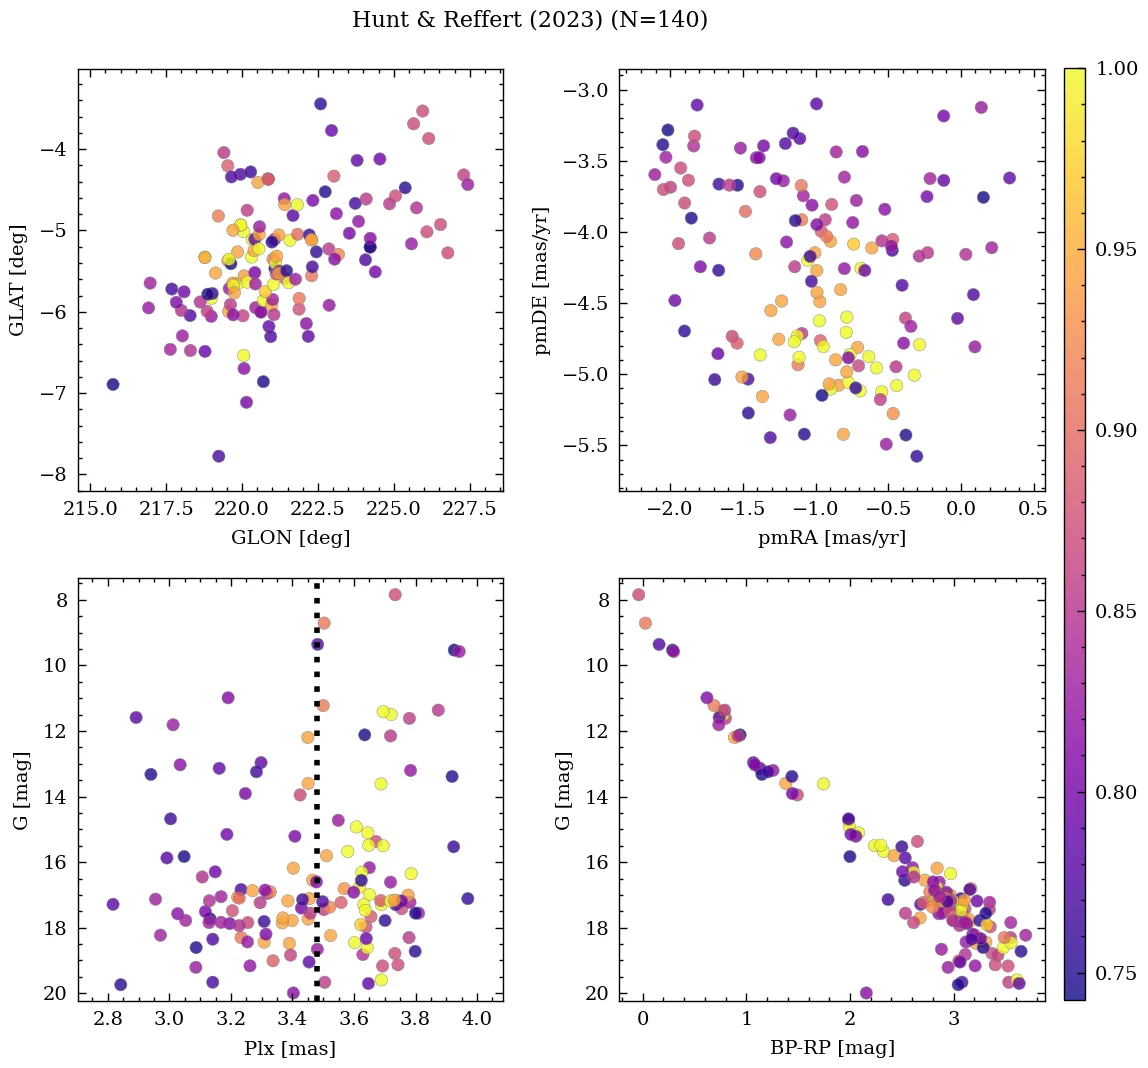 Hunt & Reffert (2023) (N=140)
−4
−5
−6
−7
−8
GLAT [deg]
215.0 217.5 220.0 222.5 225.0 227.5
GLON [deg]
−3.0
−3.5
−4.0
−4.5
−5.0
−5.5
pmDE [mas/yr]
−2.0 −1.5 −1.0 −0.5 0.0 0.5
pmRA [mas/yr]
8
10
12
14
16
18
20
G [mag]
2.8 3.0 3.2 3.4 3.6 3.8 4.0
Plx [mas]
8
10
12
14
16
18
20
G [mag]
0 1 2 3
BP-RP [mag]
1.00
0.95
0.90
0.85
0.80
0.75